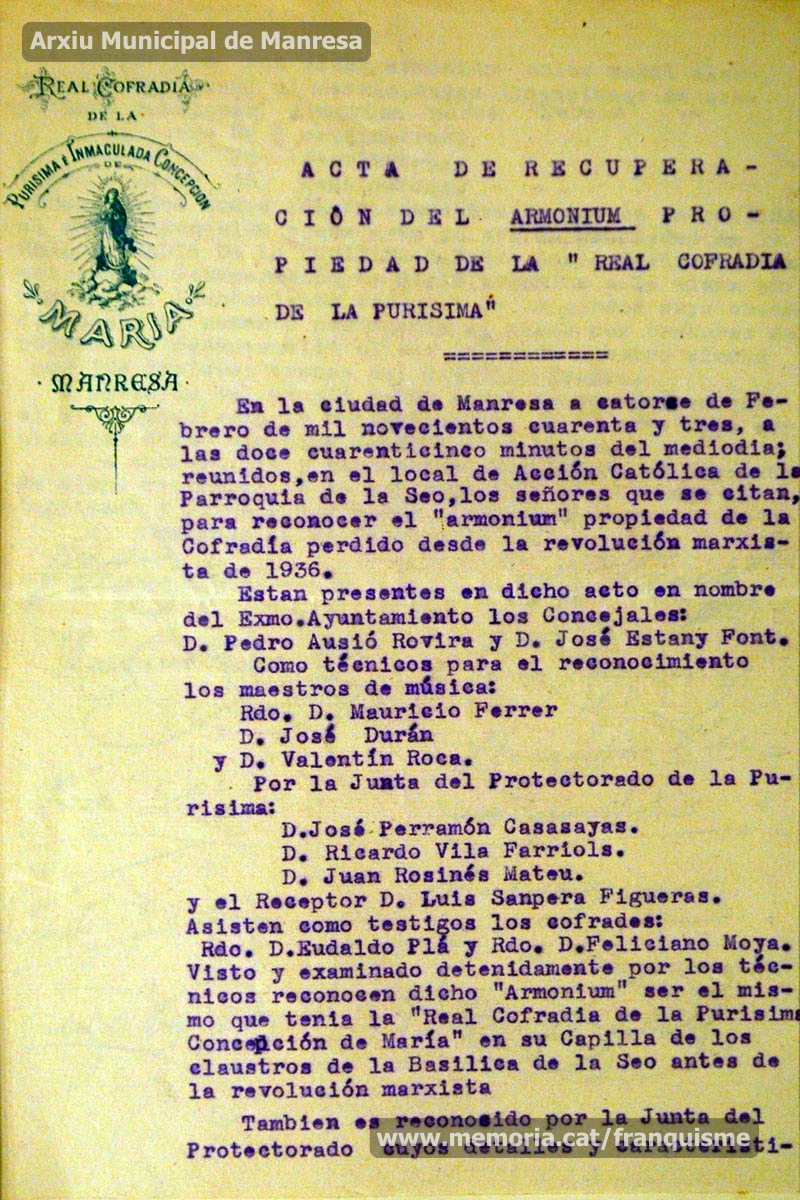 Arxiu Municipal de Manresa
REAL COFRADIA
DE LA
PURISIMA É INMACULADA CONCEPCION
DE
MARIA
MANRESA
ACTA DE RECUPERA-
CIÓN DEL ARMONIUM PRO-
PIEDAD DE LA " REAL COFRADIA
DE LA PURISIMA"
============
En la ciudad de Manresa a catorse de Fe-
brero de mil novecientos cuarenta y tres, a
las doce cuarenticinco minutos del mediodia;
reunidos,en el local de Acción Católica de la
Parroquia de la Seo,los señores que se citan,
para reconocer el "armonium" propiedad de la
Cofradía perdido desde la revolución marxis-
ta de 1936.
Estan presentes en dicho acto en nombre
del Exmo.Ayuntamiento los Concejales:
D. Pedro Ausió Rovira y D. José Estany Font.
Como técnicos para el reconocimiento
los maestros de música:
Rdo. D. Mauricio Ferrer
D. José Durán
y D. Valentín Roca.
Por la Junta del Protectorado de la Pu-
risima:
D.José Perramón Casasayas.
D. Ricardo Vila Farriols.
D. Juan Rosinés Mateu.
y el Receptor D. Luis Sanpera Figueras.
Asisten como testigos los cofrades:
Rdo. D.Eudaldo Plá y Rdo. D.Feliciano Moya.
Visto y examinado detenidamente por los téc-
nicos reconocen dicho "Armonium" ser el mis-
mo que tenia la "Real Cofradia de la Purisima
Concepción de María" en su Capilla de los
claustros de la Basilica de la Seo antes de
la revolución marxista
Tambien es reconocido por la Junta del
Protectorado cuyos detalles y caracteristi-
www.memoria.cat/franquisme